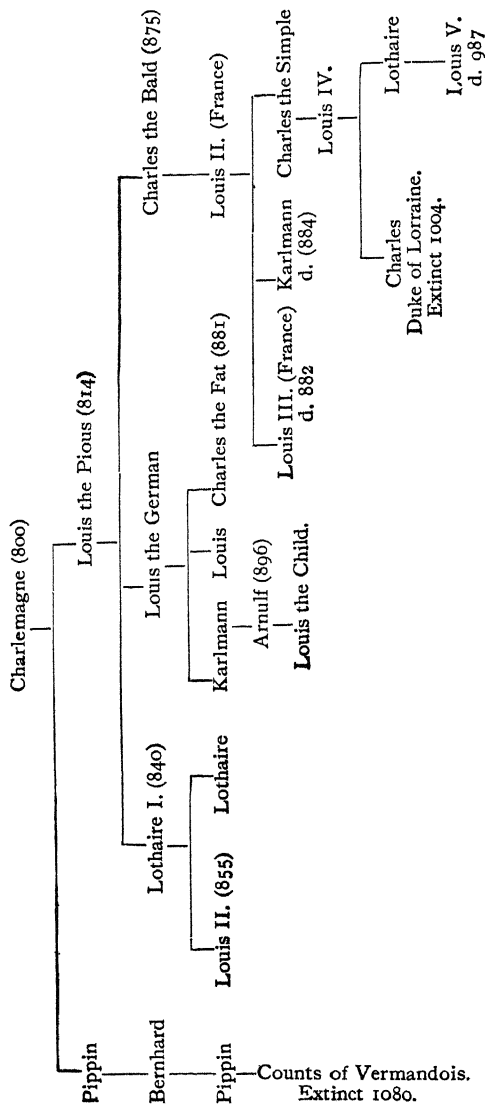 Charlemagne (800)
Pippin
Louis the Pious (814)
Bernhard
Lothaire I. (840)
Louis the German
Charles the Bald (875)
Pippin
Louis II. (855)
Lothaire
Karlmann
Louis
Charles the Fat (881)
Louis II. (France)
Counts of Vermandois.
Extinct 1080.
Arnulf (896)
Louis III. (France)
d. 882
Karlmann
d. (884)
Charles the Simple
Louis the Child.
Louis IV.
Charles
Duke of Lorraine.
Extinct 1004.
Lothaire
Louis V.
d. 987